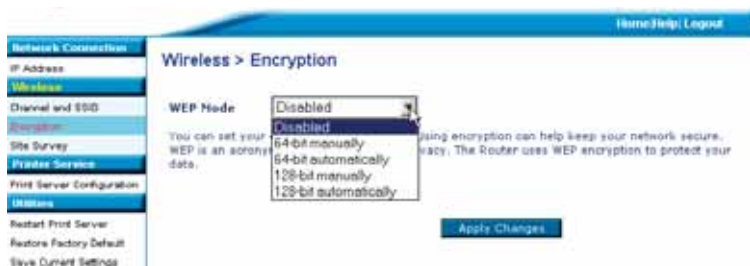 Home|Help| Logout
Network Connection
IP Address
Wireless
Channel and SSID
Encryption
Site Survey
Printer Service
Print Server Configuration
Utilities
Restart Print Server
Restore Factory Default
Save Current Settings
Wireless > Encryption
WEP Mode
Disabled
Disabled
64-bit manually
64-bit automatically
128-bit manually
128-bit automatically
You can set your using encryption can help keep your network secure.
WEP is an acronym vacy. The Router uses WEP encryption to protect your
data.
Apply Changes